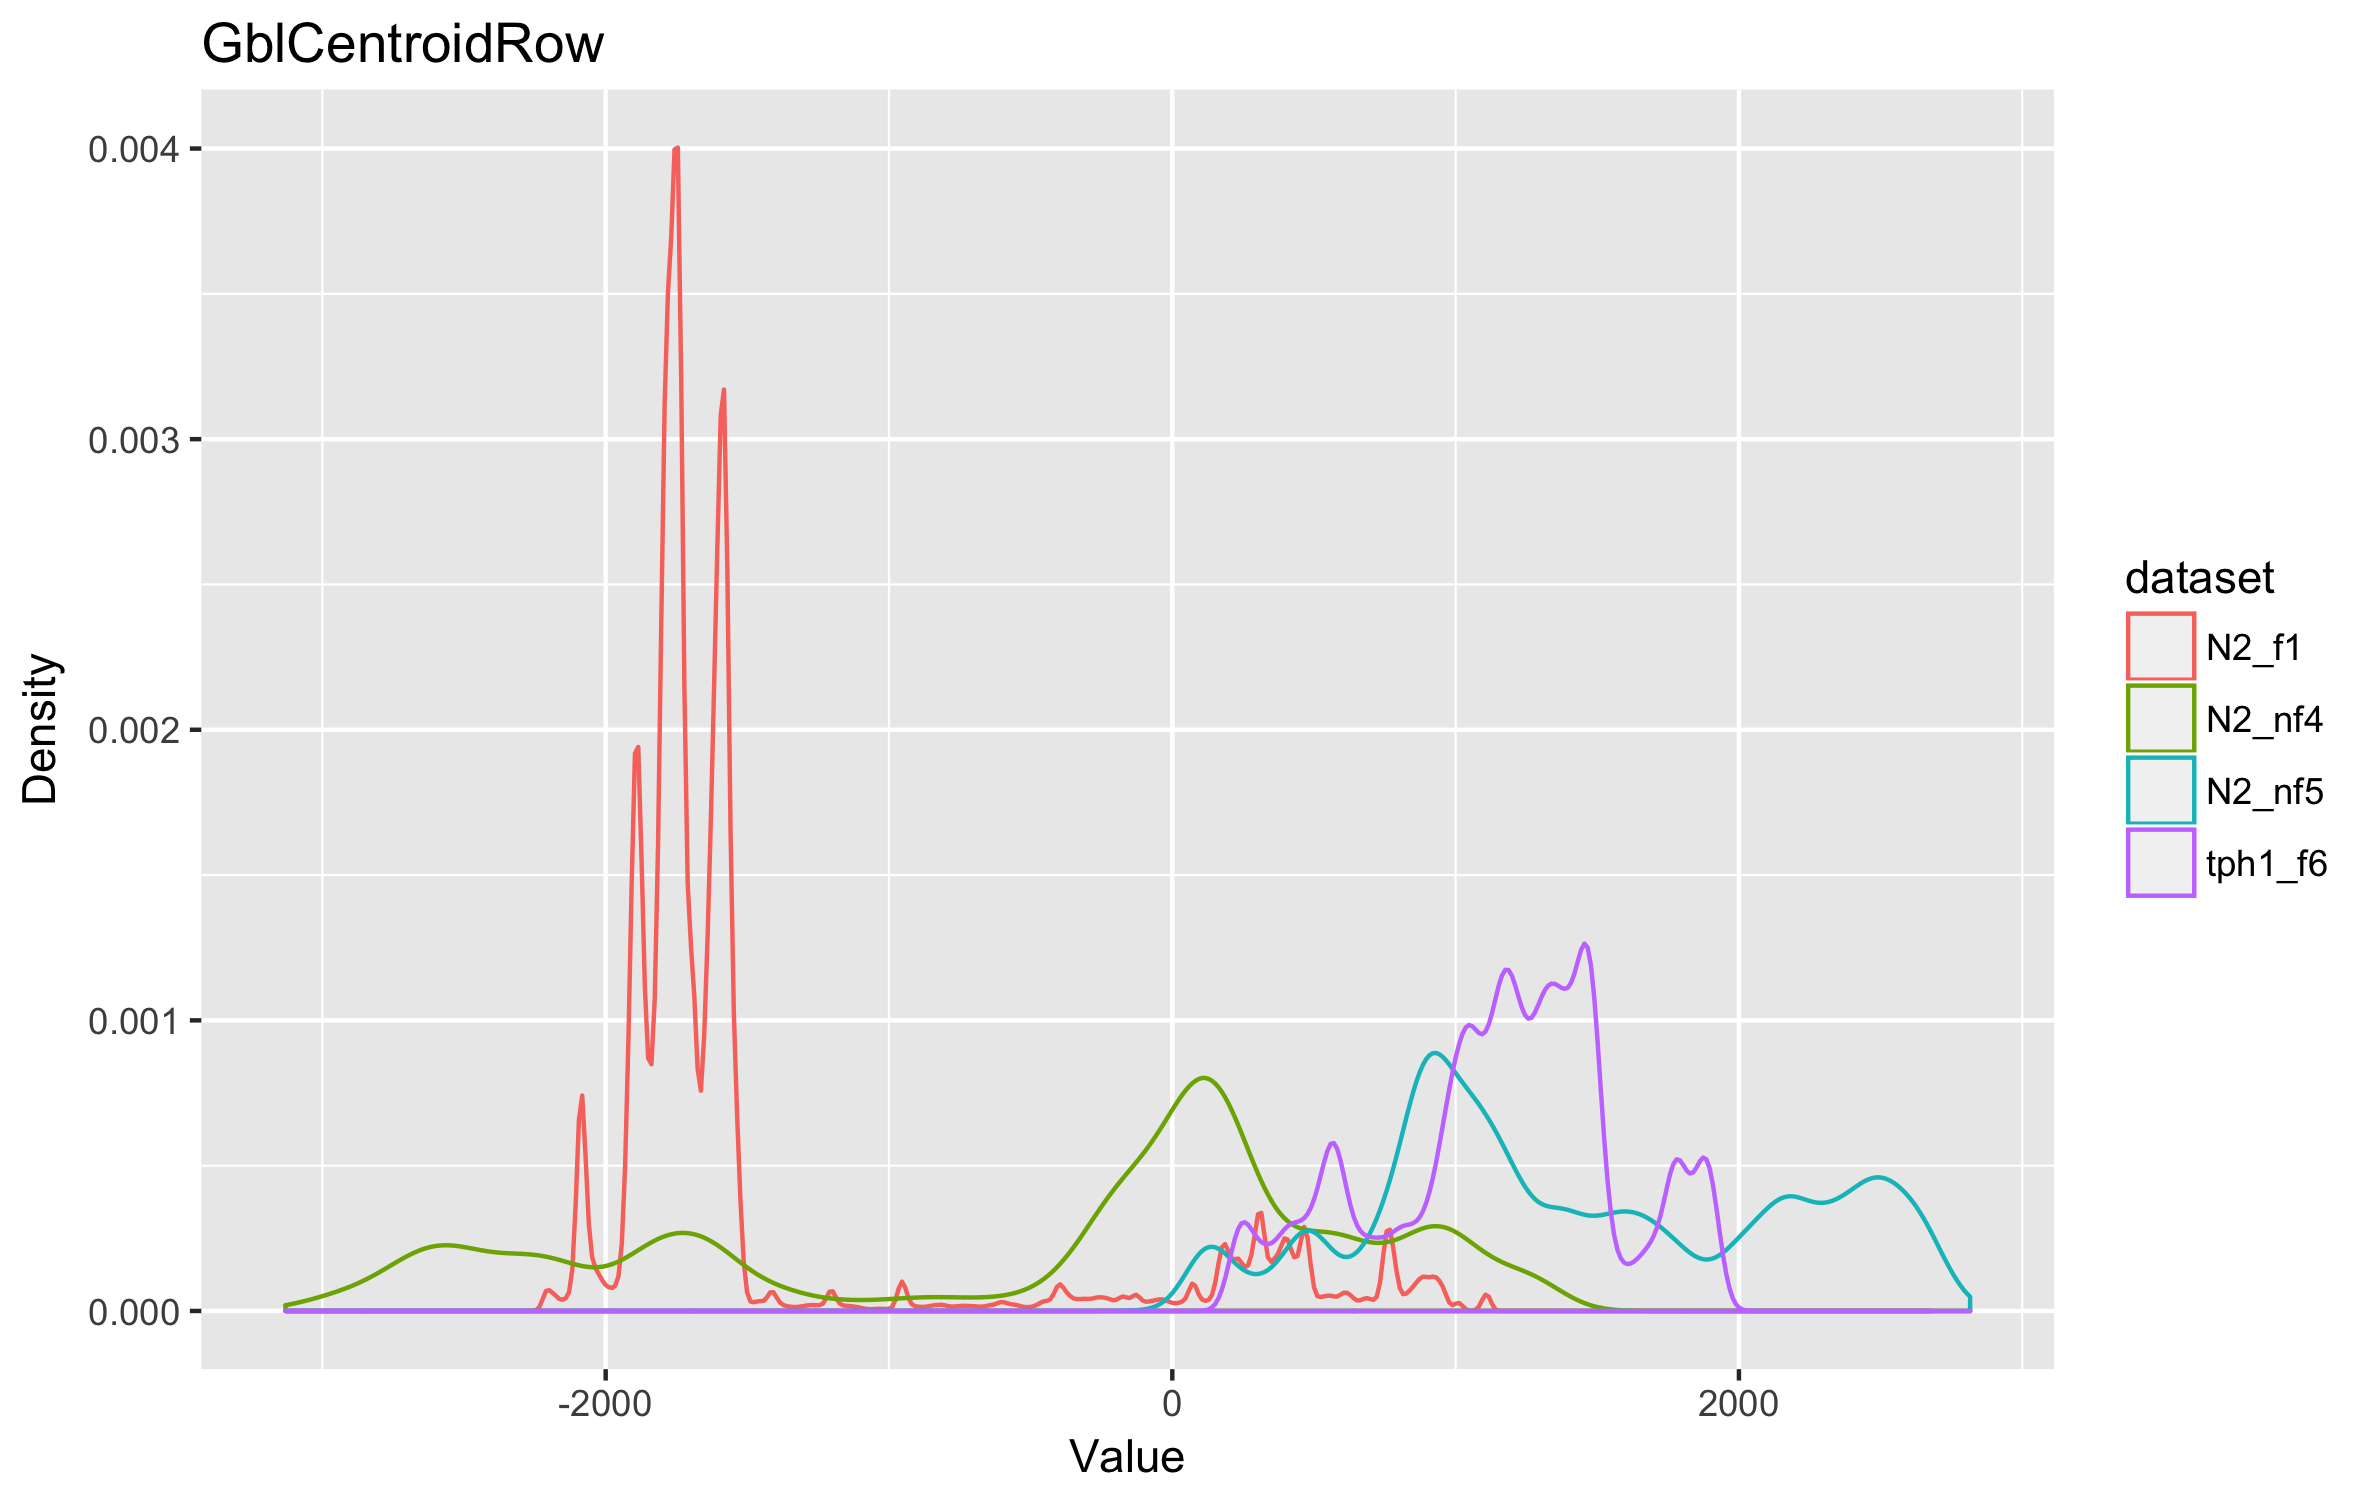 GblCentroidRow
0.004
0.003
0.002
0.001
0.000
Density
-2000
0
2000
Value
dataset
N2_f1
N2_nf4
N2_nf5
tph1_f6